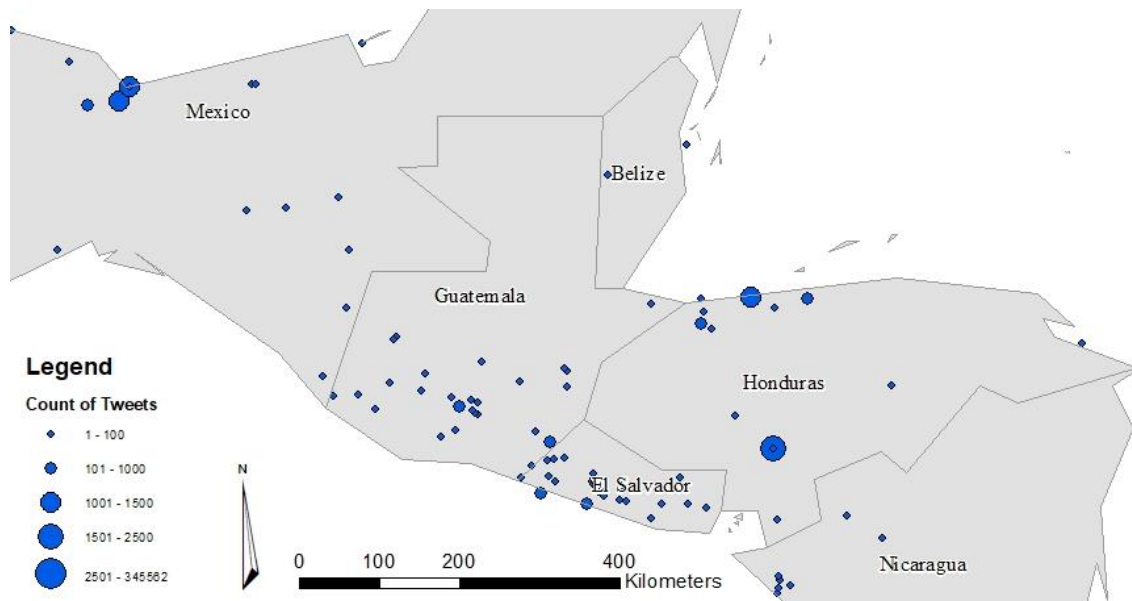 Mexico
Belize
Guatemala
Honduras
El Salvador
Nicaragua
Legend
Count of Tweets
1 - 100
101 - 1000
1001 - 1500
1501 - 2500
2501 - 345562
N
0 100 200 400
Kilometers